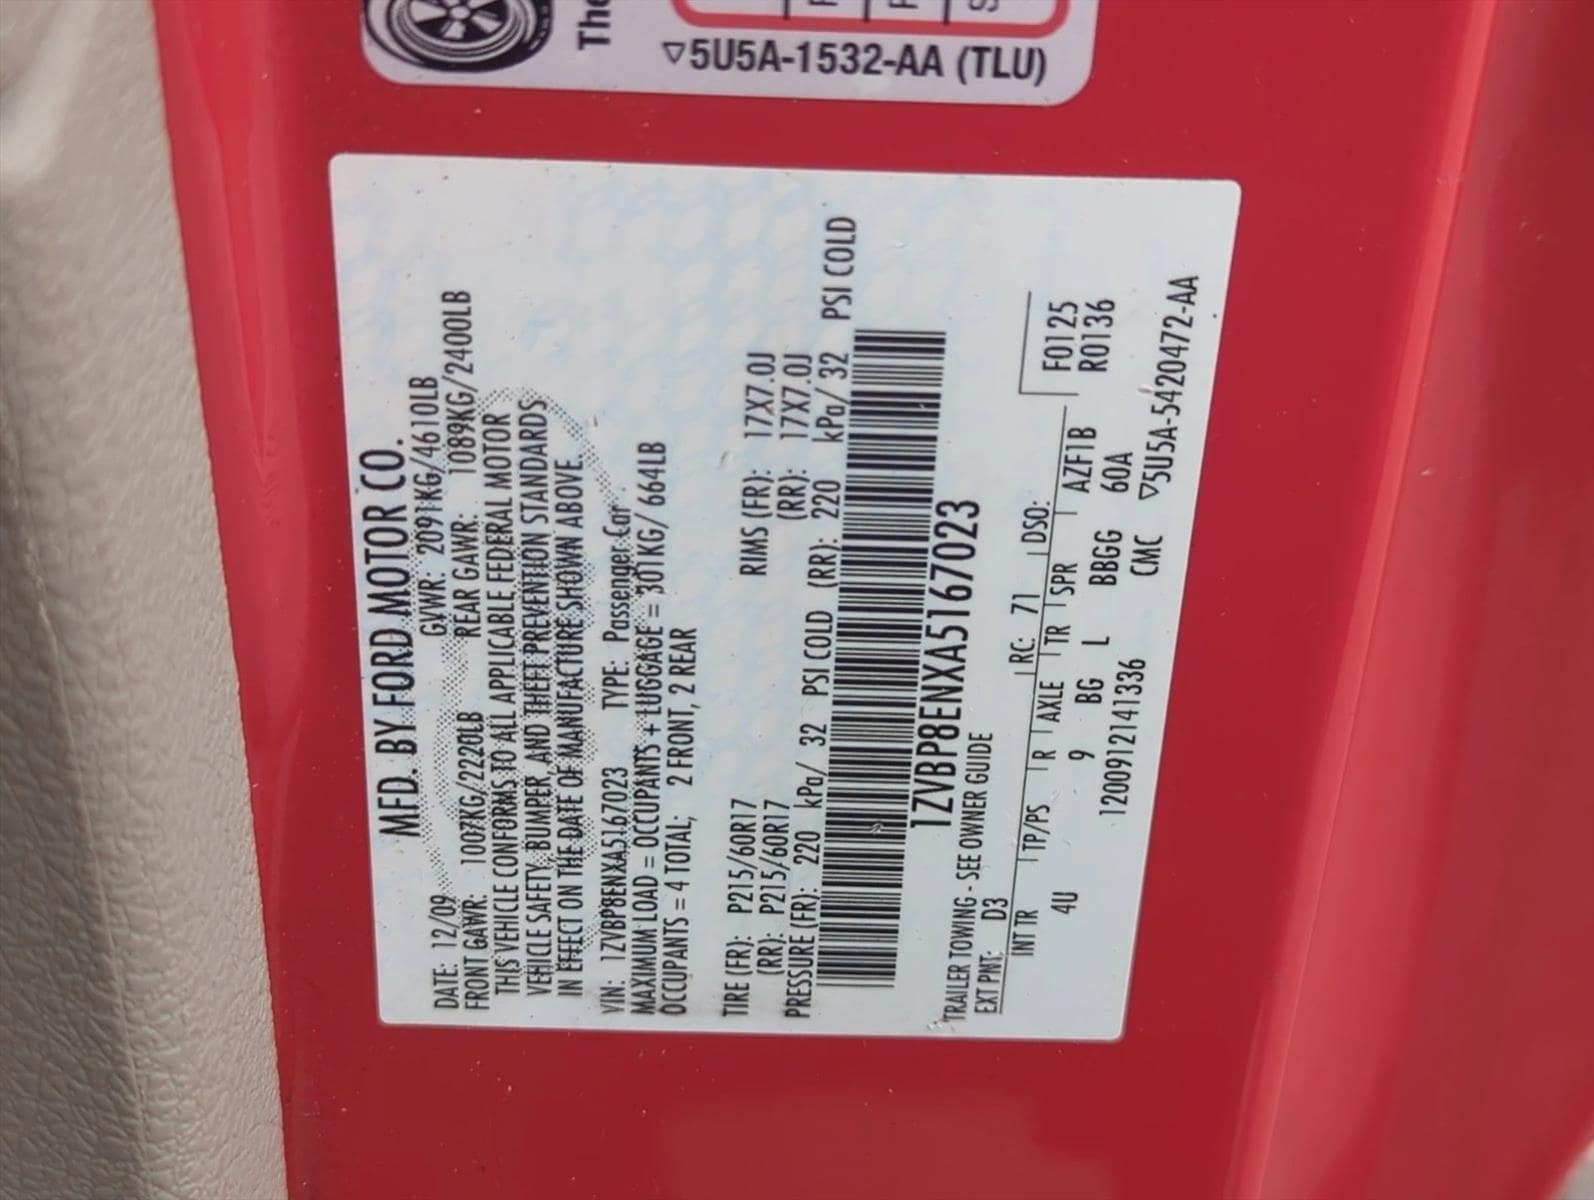 The
▽5U5A-1532-AA (TLU)
MFD. BY FORD MOTOR CO.
DATE: 12/09 GVWR: 2091KG/4610LB
FRONT GAWR: 1007KG/2220LB REAR GAWR: 1089KG/2400LB
THIS VEHICLE CONFORMS TO ALL APPLICABLE FEDERAL MOTOR
VEHICLE SAFETY, BUMPER, AND THEFT PREVENTION STANDARDS
IN EFFECT ON THE DATE OF MANUFACTURE SHOWN ABOVE.
VIN: 1ZVBP8ENXA5167023 TYPE: Passenger Car
MAXIMUM LOAD = OCCUPANTS + LUGGAGE = 301KG/ 664LB
OCCUPANTS = 4 TOTAL; 2 FRONT, 2 REAR
TIRE (FR): P215/60R17 RIMS (FR): 17X7.0J
(RR): P215/60R17 (RR): 17X7.0J
PRESSURE (FR): 220 kPa/ 32 PSI COLD (RR): 220 kPa/ 32 PSI COLD
1ZVBP8ENXA5167023
TRAILER TOWING - SEE OWNER GUIDE
EXT PNT: D3 RC: 71 DSO: F0125
INT TR TP/PS R AXLE TR SPR R0136
4U 9 BG L BBGG AZF1B
60A
1200912141336 CMC ▽5U5A-5420472-AA